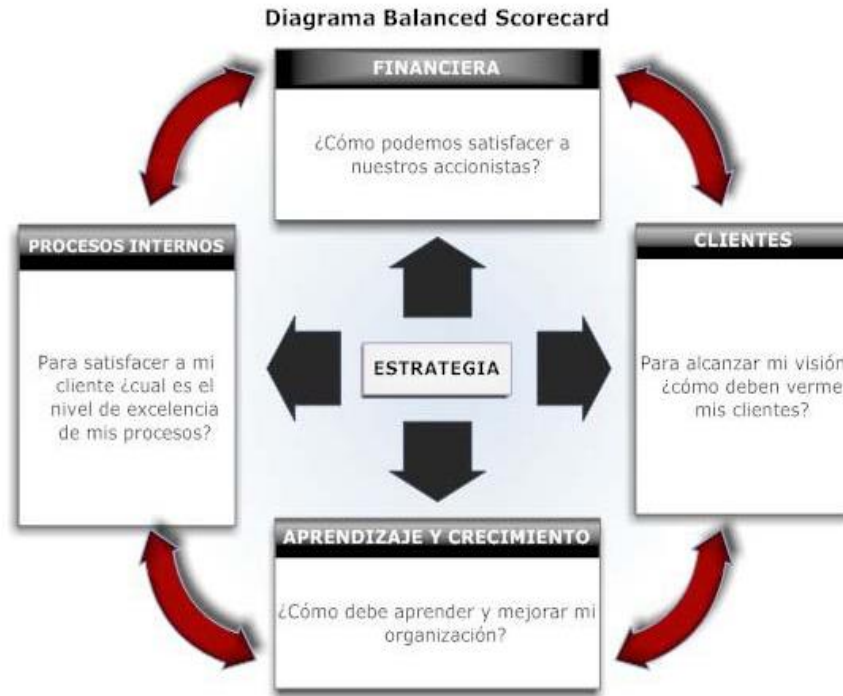 Diagrama Balanced Scorecard
FINANCIERA
¿Cómo podemos satisfacer a
nuestros accionistas?
PROCESOS INTERNOS
Para satisfacer a mi
cliente ¿cual es el
nivel de excelencia
de mis procesos?
ESTRATEGIA
CLIENTES
Para alcanzar mi visión
¿cómo deben verme
mis clientes?
APRENDIZAJE Y CRECIMIENTO
¿Cómo debe aprender y mejorar mi
organización?